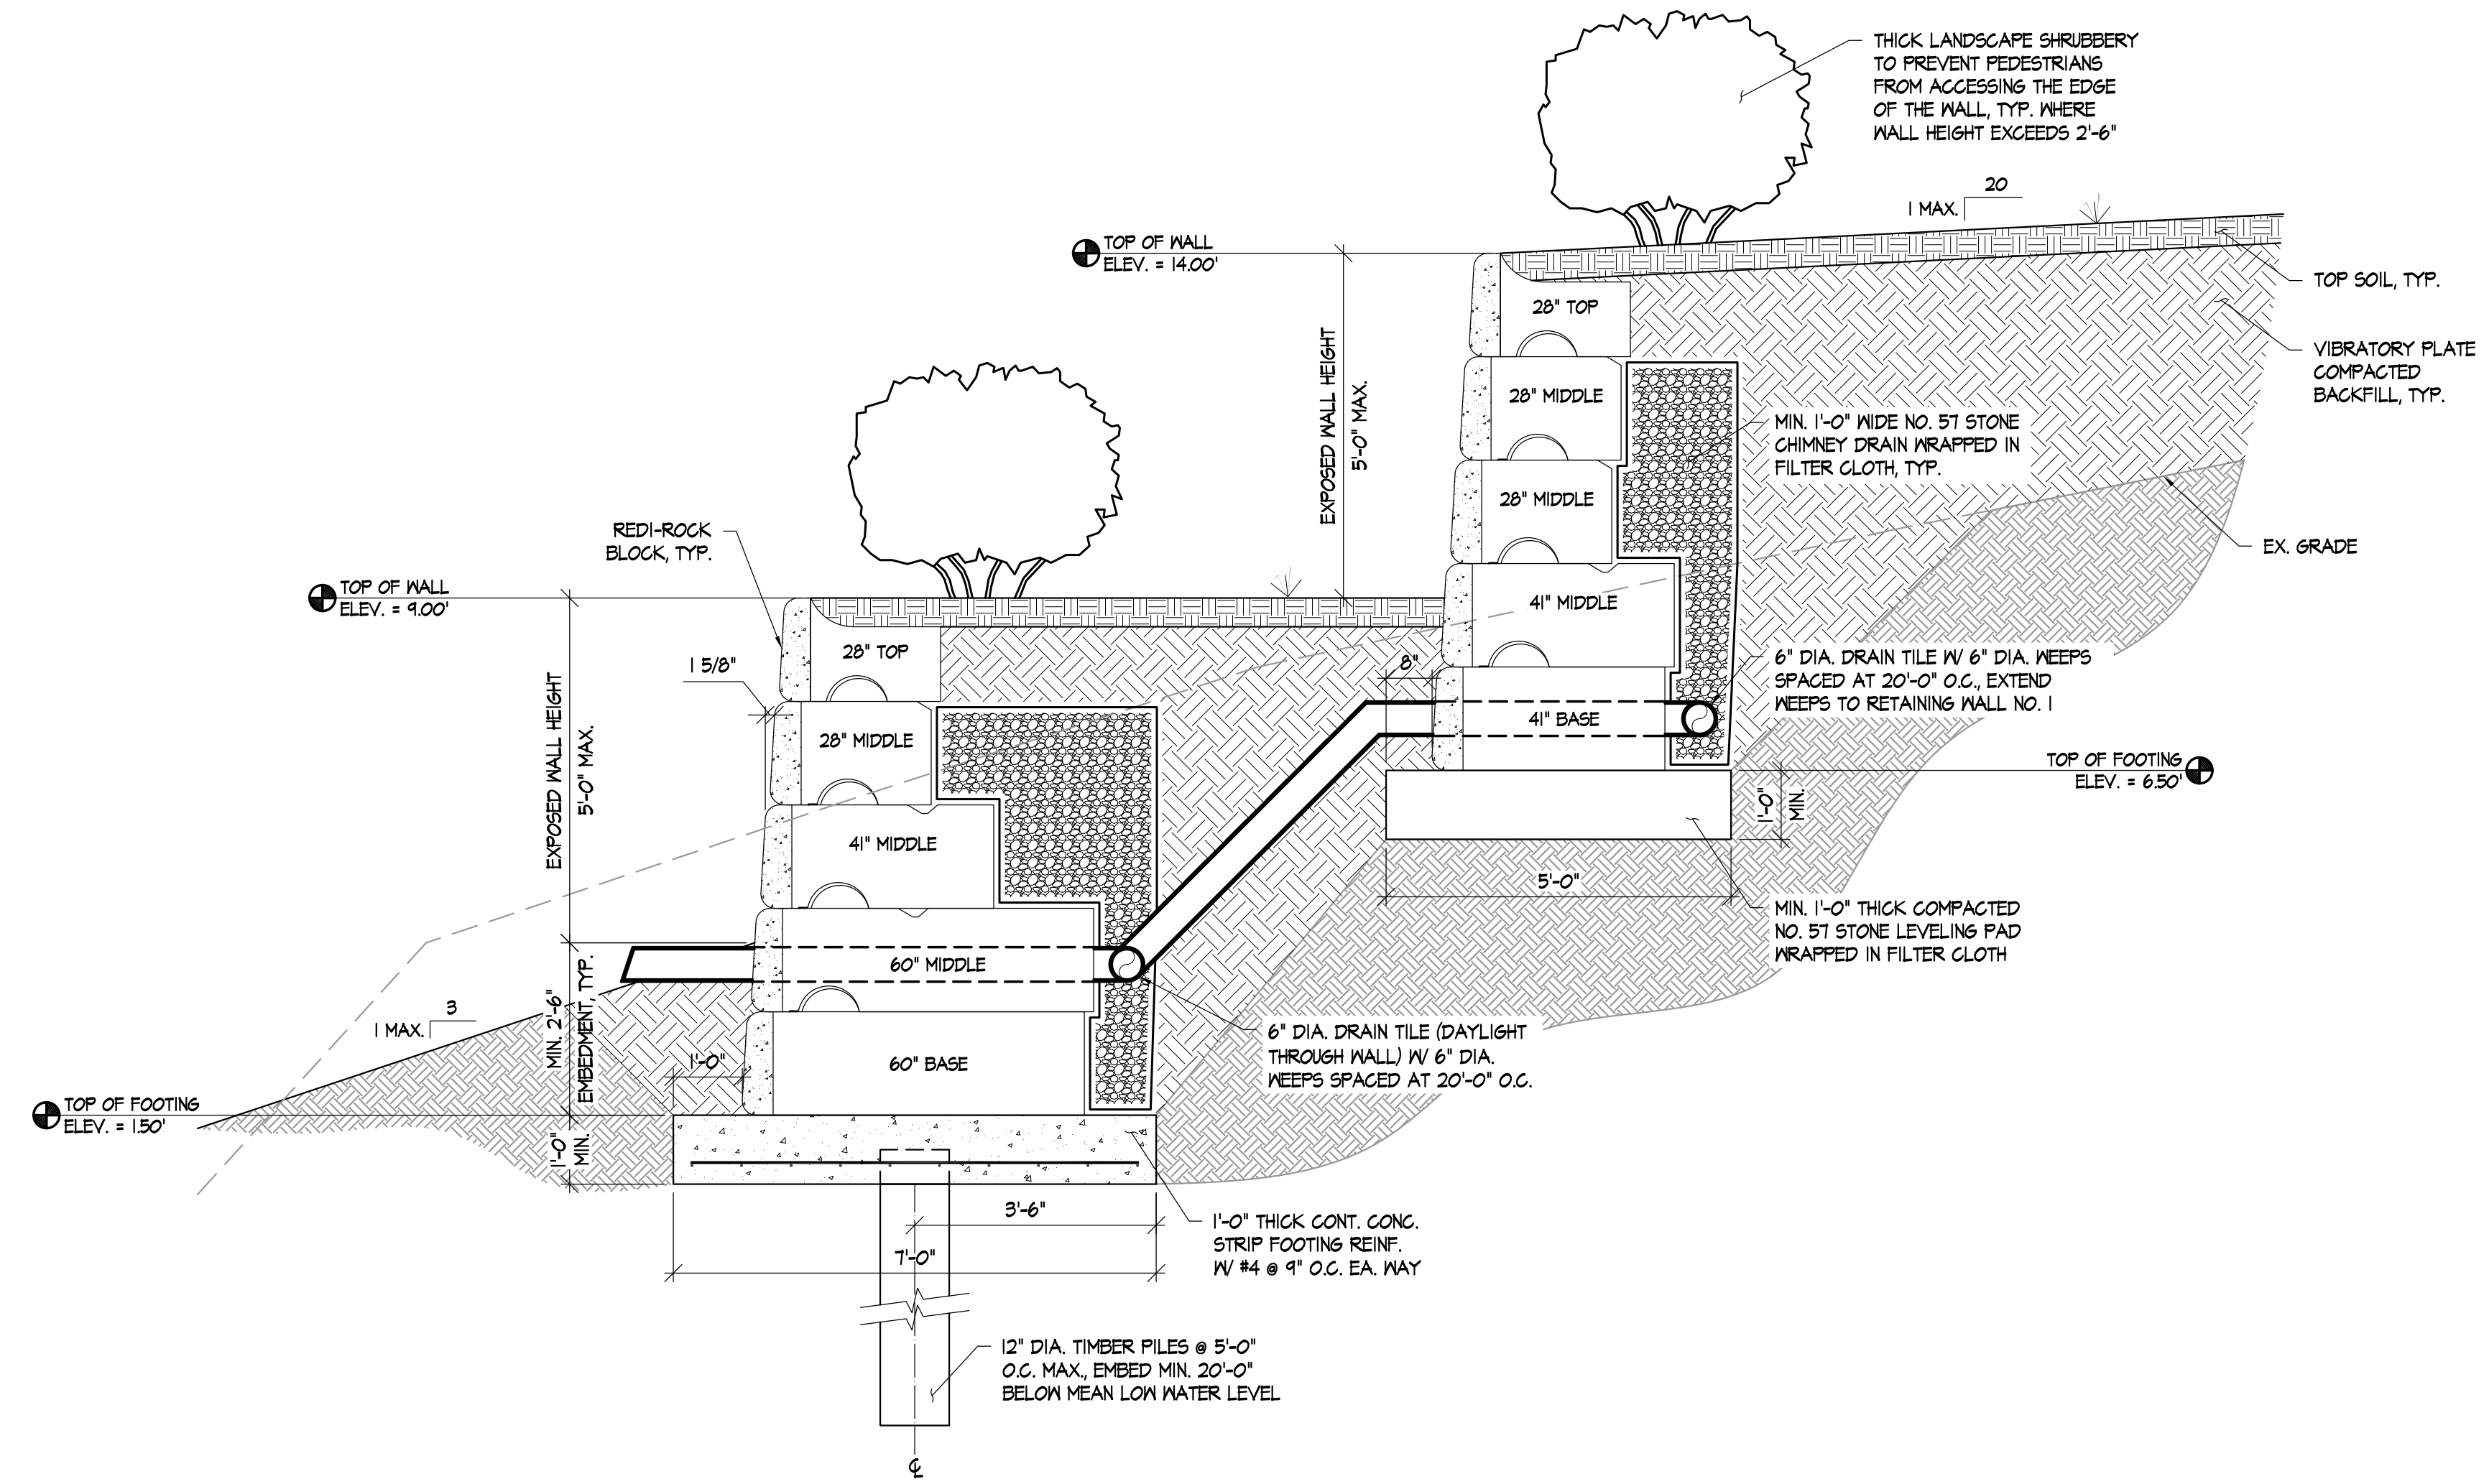 THICK LANDSCAPE SHRUBBERY
TO PREVENT PEDESTRIANS
FROM ACCESSING THE EDGE
OF THE WALL, TYP. WHERE
WALL HEIGHT EXCEEDS 2'-6"
20
1 MAX.
TOP OF WALL
ELEV. = 14.00'
TOP SOIL, TYP.
28" TOP
EXPOSED WALL HEIGHT
5'-0" MAX.
VIBRATORY PLATE
COMPACTED
BACKFILL, TYP.
28" MIDDLE
MIN. 1'-0" WIDE NO. 57 STONE
CHIMNEY DRAIN WRAPPED IN
FILTER CLOTH, TYP.
28" MIDDLE
REDI-ROCK
BLOCK, TYP.
EX. GRADE
TOP OF WALL
ELEV. = 9.00'
41" MIDDLE
28" TOP
1 5/8"
8"
6" DIA. DRAIN TILE W/ 6" DIA. WEEPS
SPACED AT 20'-0" O.C., EXTEND
WEEPS TO RETAINING WALL NO. 1
41" BASE
28" MIDDLE
EXPOSED WALL HEIGHT
5'-0" MAX.
TOP OF FOOTING
ELEV. = 6.50'
1'-0"
MIN.
41" MIDDLE
5'-0"
MIN. 1'-0" THICK COMPACTED
NO. 57 STONE LEVELING PAD
WRAPPED IN FILTER CLOTH
60" MIDDLE
3
1 MAX.
MIN. 2'-6"
EMBEDMENT, TYP.
6" DIA. DRAIN TILE (DAYLIGHT
THROUGH WALL) W/ 6" DIA.
WEEPS SPACED AT 20'-0" O.C.
1'-0"
60" BASE
TOP OF FOOTING
ELEV. = 1.50'
1'-0"
MIN.
3'-6"
7'-0"
1'-0" THICK CONT. CONC.
STRIP FOOTING REINF.
W/ #4 @ 9" O.C. EA. WAY
12" DIA. TIMBER PILES @ 5'-0"
O.C. MAX., EMBED MIN. 20'-0"
BELOW MEAN LOW WATER LEVEL
℄